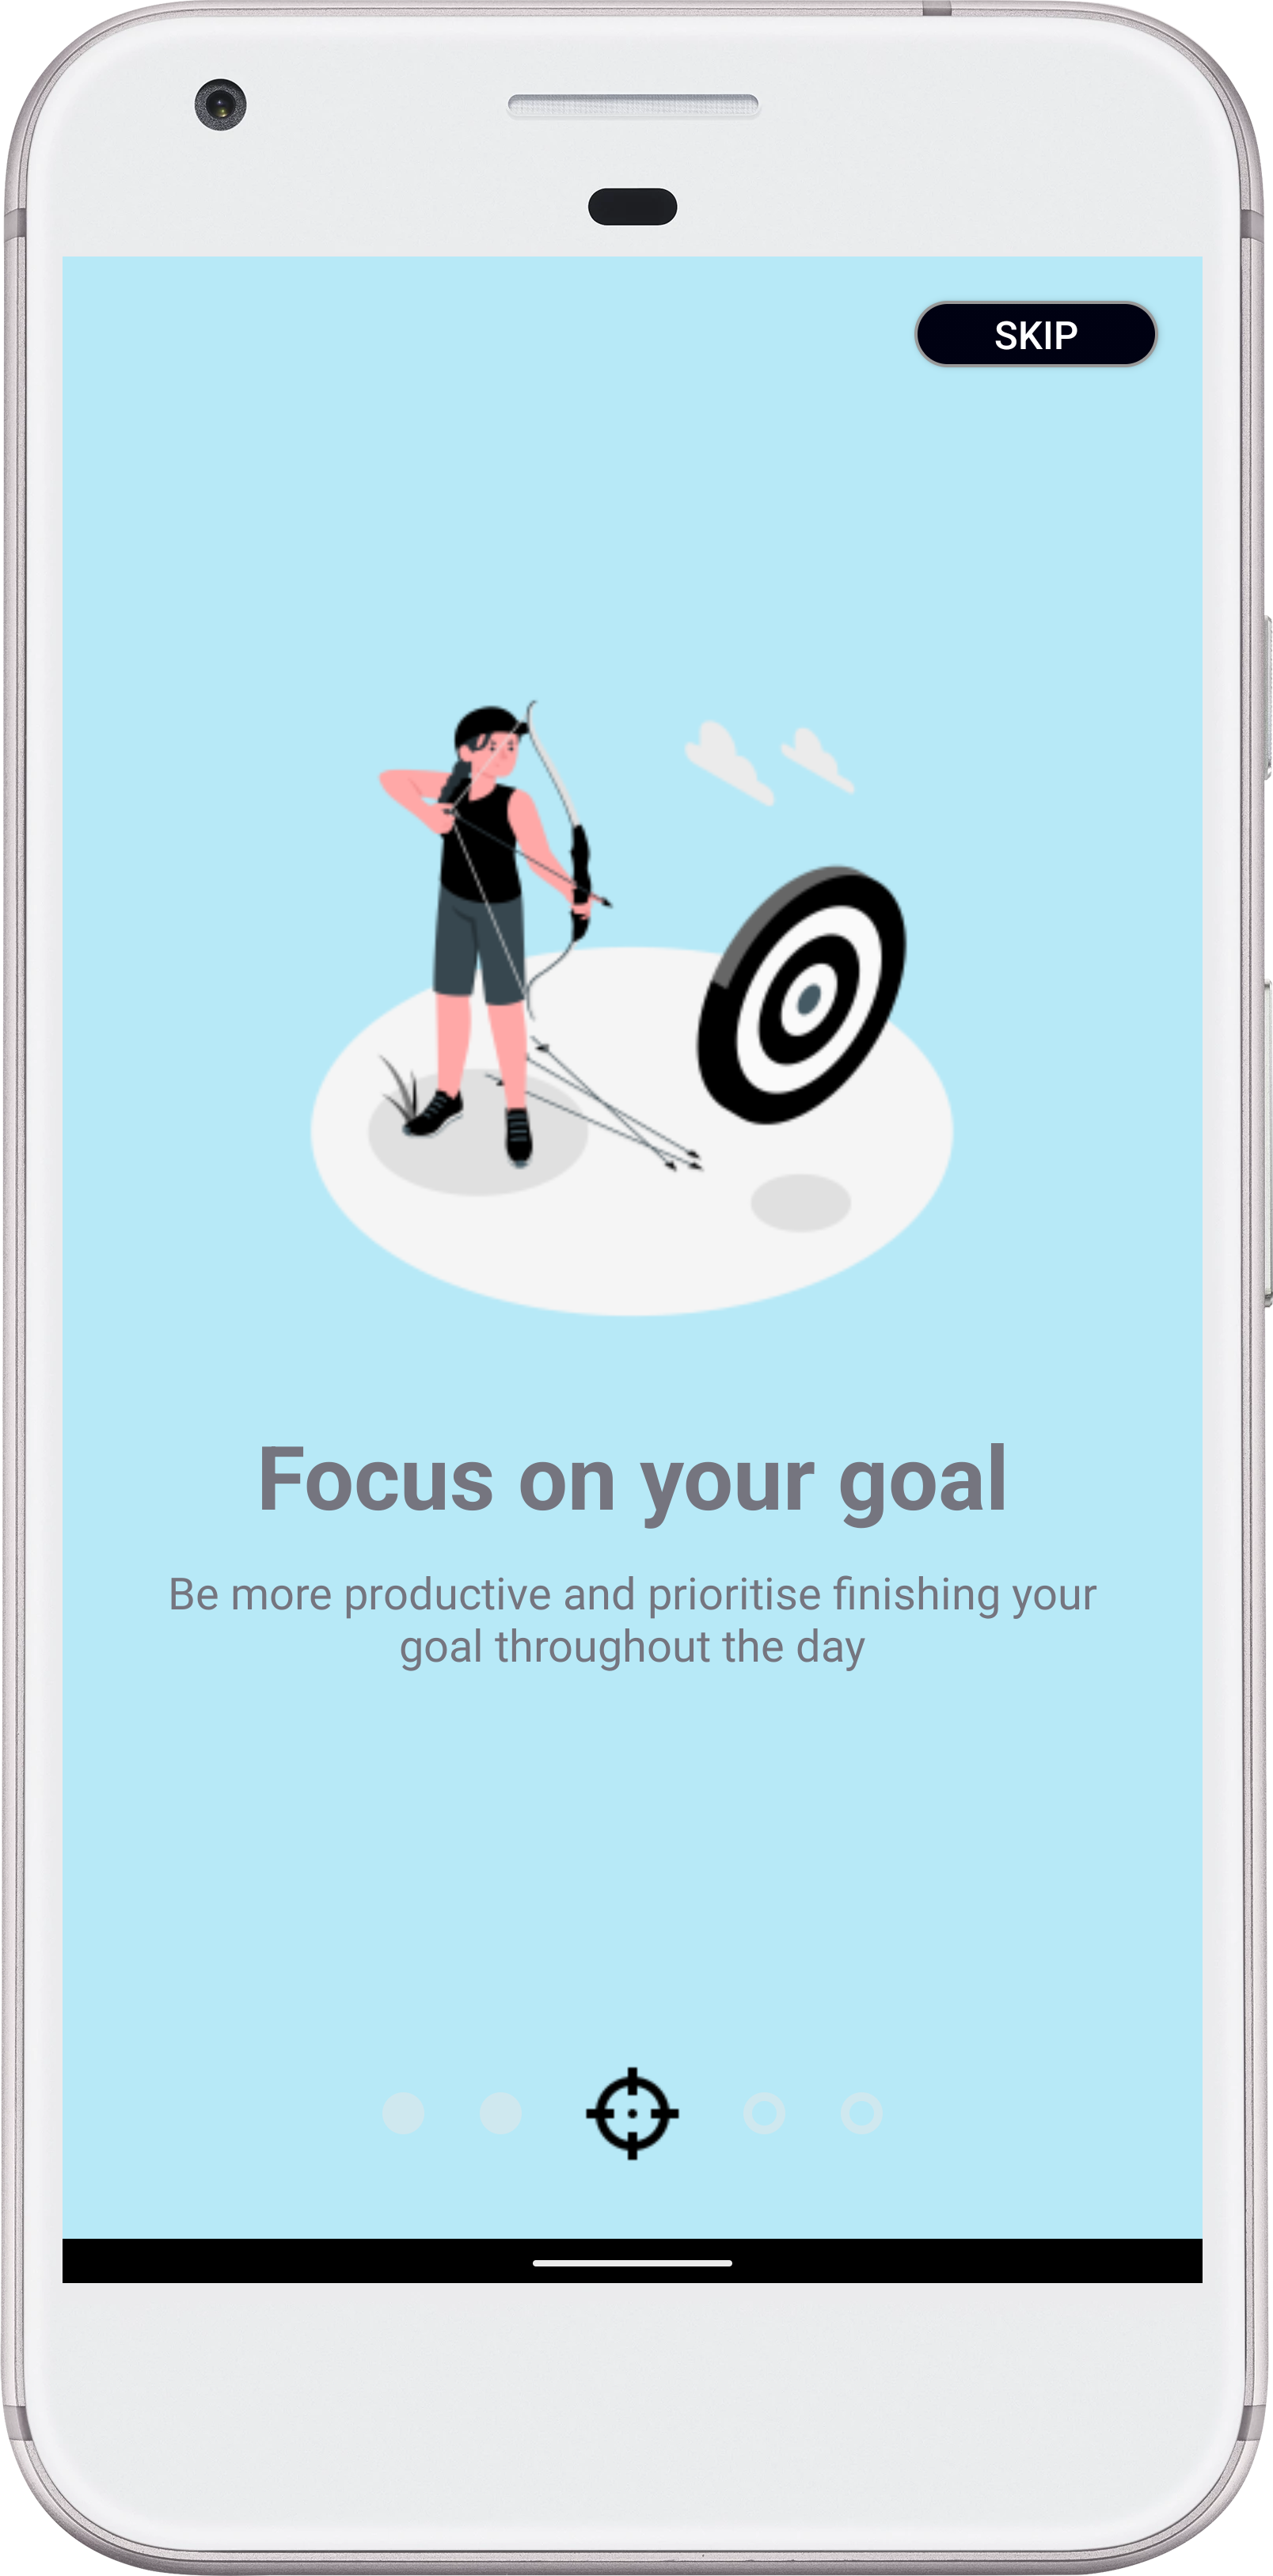 SKIP
Focus on your goal
Be more productive and prioritise finishing your
goal throughout the day